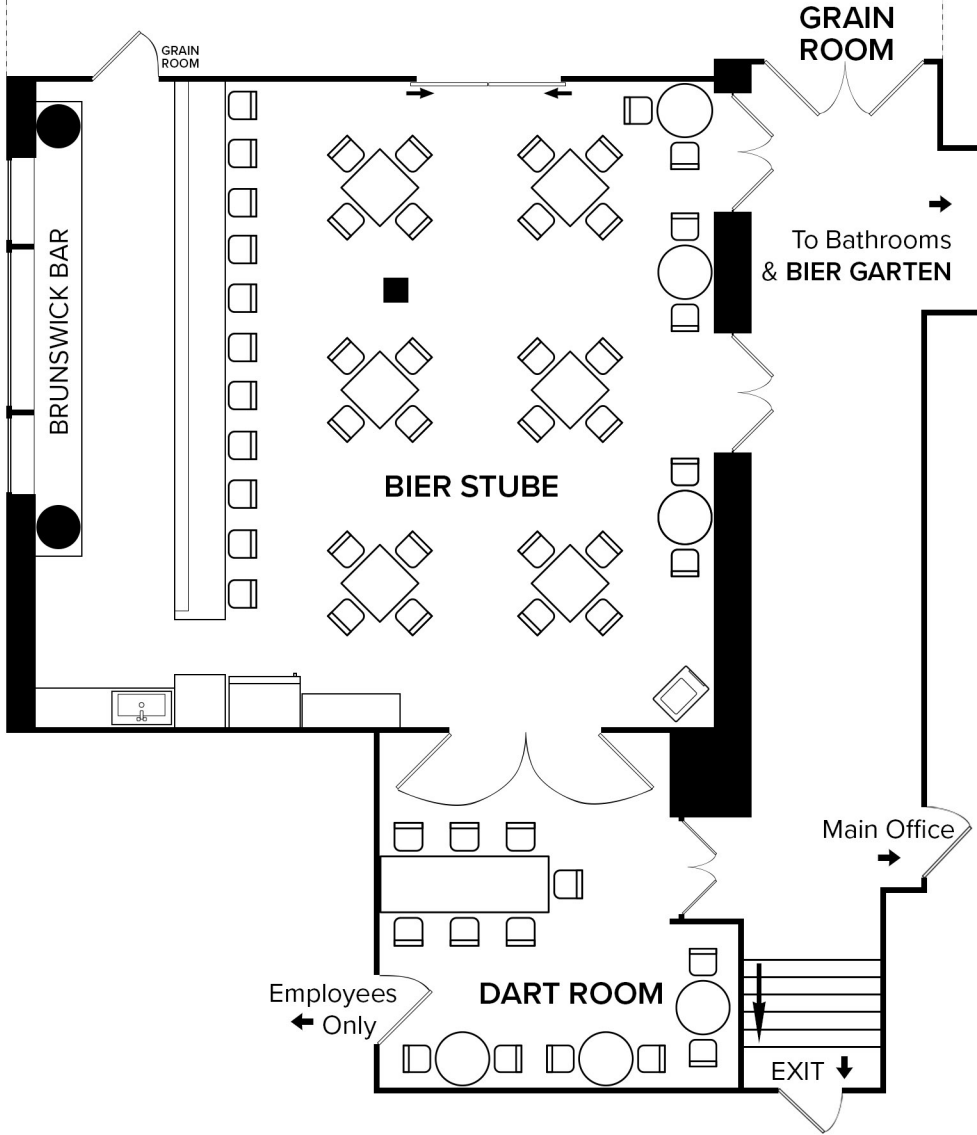 GRAIN
ROOM
GRAIN
ROOM
To Bathrooms
& BIER GARTEN
BRUNSWICK BAR
BIER STUBE
Main Office
Employees
Only
DART ROOM
EXIT